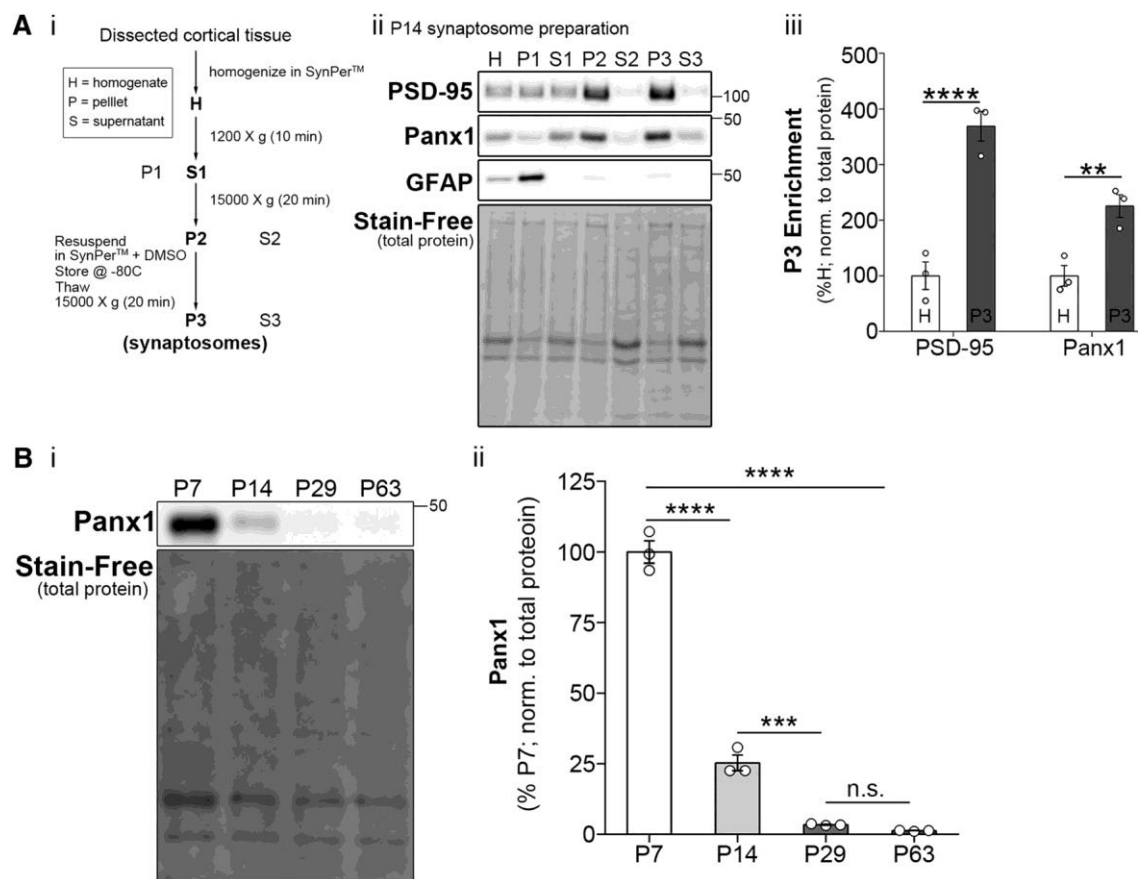 A i
Dissected cortical tissue
homogenize in SynPer™
H = homogenate
P = pelllet
S = supernatant
H
1200 X g (10 min)
P1 S1
15000 X g (20 min)
P2 S2
Resuspend
in SynPer™ + DMSO
Store @ -80C
Thaw
15000 X g (20 min)
P3 S3
(synaptosomes)
ii P14 synaptosome preparation
H P1 S1 P2 S2 P3 S3
PSD-95
100
50
Panx1
GFAP
50
Stain-Free
(total protein)
iii
P3 Enrichment
(%H; norm. to total protein)
500
400
300
200
100
0
****
**
H P3 H P3
PSD-95 Panx1
B i
P7 P14 P29 P63
Panx1
50
Stain-Free
(total protein)
ii
Panx1
(% P7; norm. to total proteoin)
125
100
75
50
25
0
****
****
***
n.s.
P7 P14 P29 P63